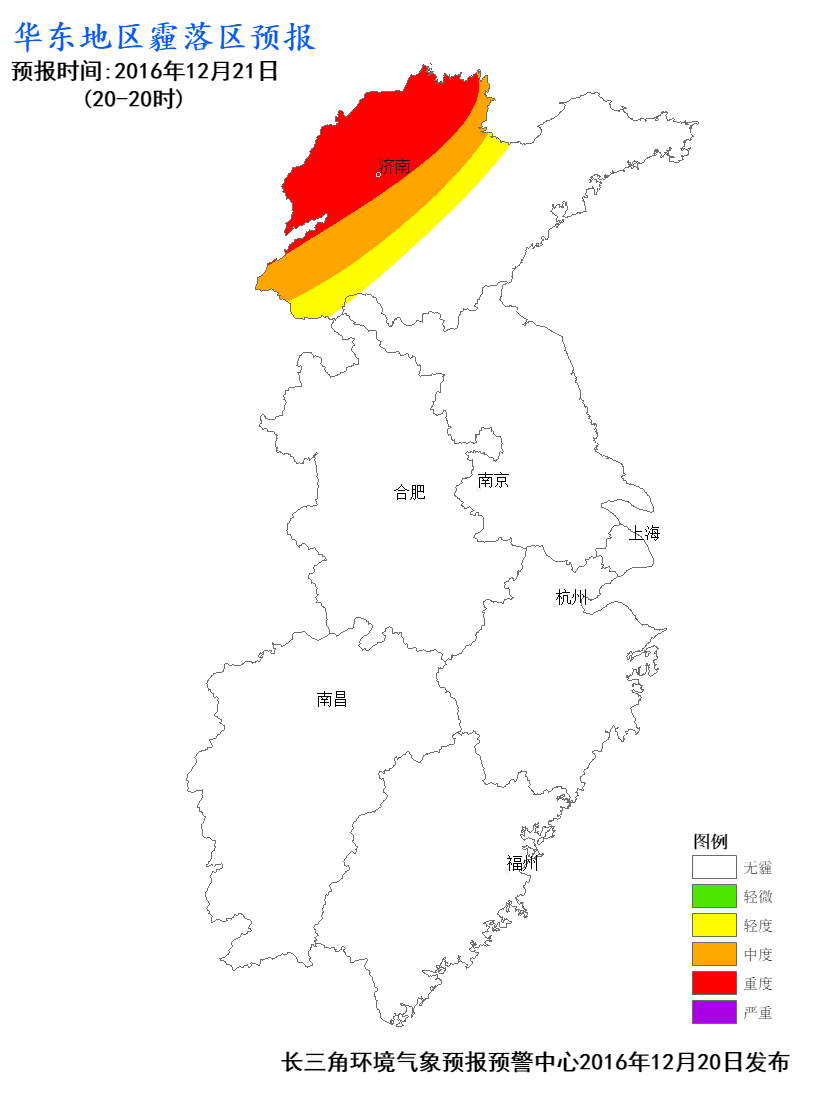 华东地区霾落区预报
预报时间:2016年12月21日
(20-20时)
济南
合肥
南京
上海
杭州
南昌
福州
图例
无霾
轻微
轻度
中度
重度
严重
长三角环境气象预报预警中心2016年12月20日发布